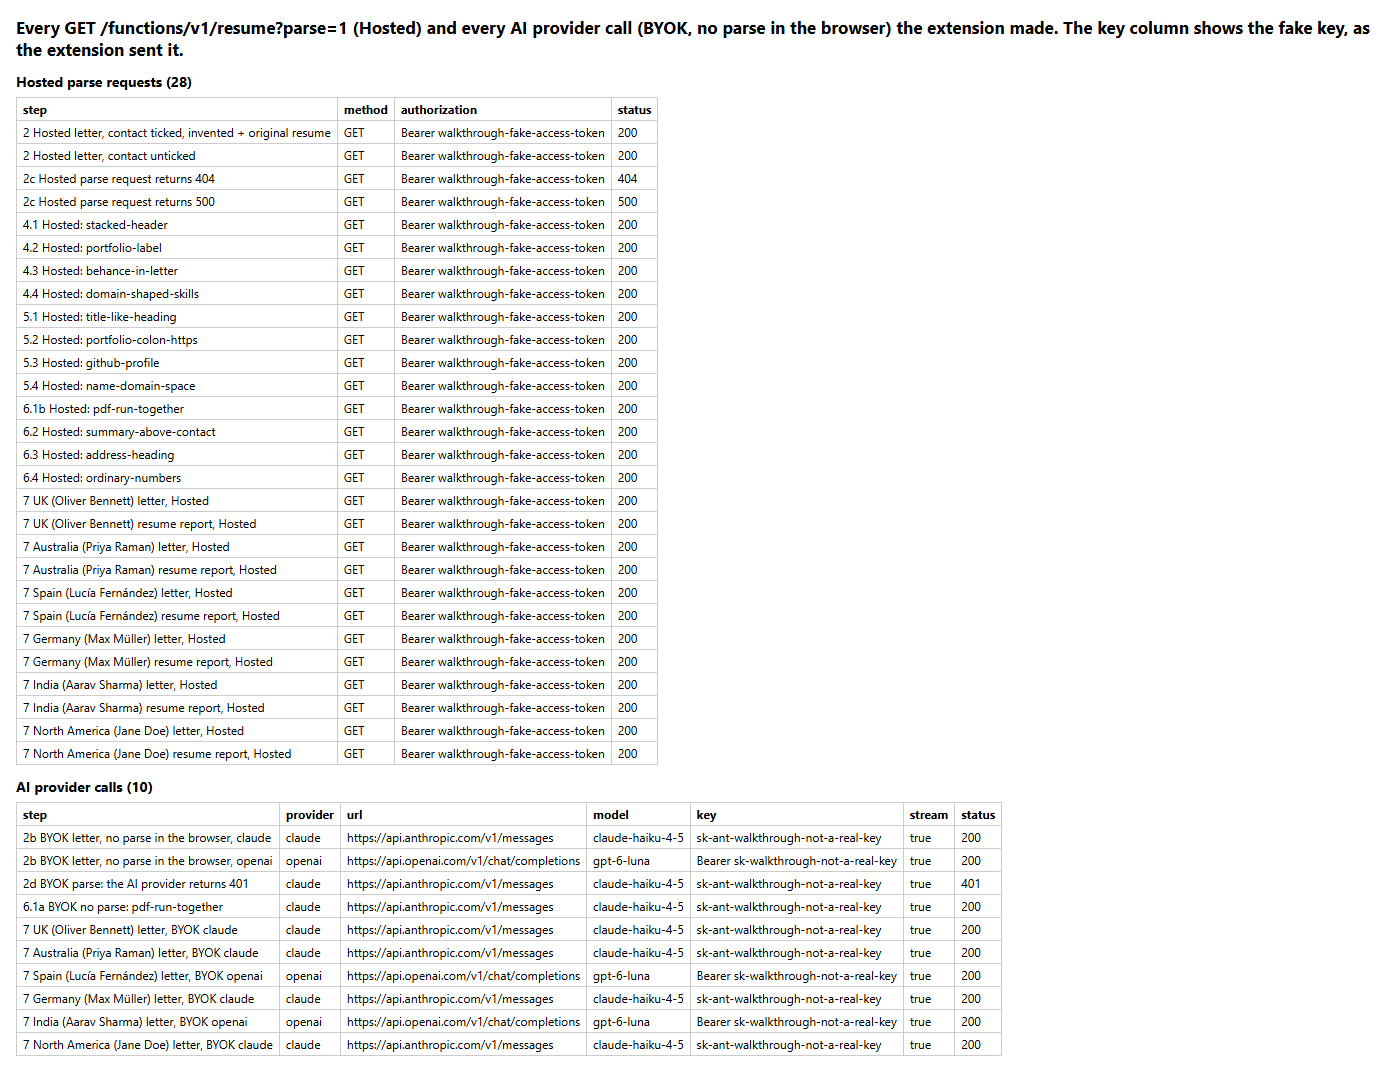 Every GET /functions/v1/resume?parse=1 (Hosted) and every AI provider call (BYOK, no parse in the browser) the extension made. The key column shows the fake key, as
the extension sent it.
Hosted parse requests (28)
step method authorization status
2 Hosted letter, contact ticked, invented + original resume GET Bearer walkthrough-fake-access-token 200
2 Hosted letter, contact unticked GET Bearer walkthrough-fake-access-token 200
2c Hosted parse request returns 404 GET Bearer walkthrough-fake-access-token 404
2c Hosted parse request returns 500 GET Bearer walkthrough-fake-access-token 500
4.1 Hosted: stacked-header GET Bearer walkthrough-fake-access-token 200
4.2 Hosted: portfolio-label GET Bearer walkthrough-fake-access-token 200
4.3 Hosted: behance-in-letter GET Bearer walkthrough-fake-access-token 200
4.4 Hosted: domain-shaped-skills GET Bearer walkthrough-fake-access-token 200
5.1 Hosted: title-like-heading GET Bearer walkthrough-fake-access-token 200
5.2 Hosted: portfolio-colon-https GET Bearer walkthrough-fake-access-token 200
5.3 Hosted: github-profile GET Bearer walkthrough-fake-access-token 200
5.4 Hosted: name-domain-space GET Bearer walkthrough-fake-access-token 200
6.1b Hosted: pdf-run-together GET Bearer walkthrough-fake-access-token 200
6.2 Hosted: summary-above-contact GET Bearer walkthrough-fake-access-token 200
6.3 Hosted: address-heading GET Bearer walkthrough-fake-access-token 200
6.4 Hosted: ordinary-numbers GET Bearer walkthrough-fake-access-token 200
7 UK (Oliver Bennett) letter, Hosted GET Bearer walkthrough-fake-access-token 200
7 UK (Oliver Bennett) resume report, Hosted GET Bearer walkthrough-fake-access-token 200
7 Australia (Priya Raman) letter, Hosted GET Bearer walkthrough-fake-access-token 200
7 Australia (Priya Raman) resume report, Hosted GET Bearer walkthrough-fake-access-token 200
7 Spain (Lucía Fernández) letter, Hosted GET Bearer walkthrough-fake-access-token 200
7 Spain (Lucía Fernández) resume report, Hosted GET Bearer walkthrough-fake-access-token 200
7 Germany (Max Müller) letter, Hosted GET Bearer walkthrough-fake-access-token 200
7 Germany (Max Müller) resume report, Hosted GET Bearer walkthrough-fake-access-token 200
7 India (Aarav Sharma) letter, Hosted GET Bearer walkthrough-fake-access-token 200
7 India (Aarav Sharma) resume report, Hosted GET Bearer walkthrough-fake-access-token 200
7 North America (Jane Doe) letter, Hosted GET Bearer walkthrough-fake-access-token 200
7 North America (Jane Doe) resume report, Hosted GET Bearer walkthrough-fake-access-token 200
AI provider calls (10)
step provider url model key stream status
2b BYOK letter, no parse in the browser, claude claude https://api.anthropic.com/v1/messages claude-haiku-4-5 sk-ant-walkthrough-not-a-real-key true 200
2b BYOK letter, no parse in the browser, openai openai https://api.openai.com/v1/chat/completions gpt-6-luna Bearer sk-walkthrough-not-a-real-key true 200
2d BYOK parse: the AI provider returns 401 claude https://api.anthropic.com/v1/messages claude-haiku-4-5 sk-ant-walkthrough-not-a-real-key true 401
6.1a BYOK no parse: pdf-run-together claude https://api.anthropic.com/v1/messages claude-haiku-4-5 sk-ant-walkthrough-not-a-real-key true 200
7 UK (Oliver Bennett) letter, BYOK claude claude https://api.anthropic.com/v1/messages claude-haiku-4-5 sk-ant-walkthrough-not-a-real-key true 200
7 Australia (Priya Raman) letter, BYOK claude claude https://api.anthropic.com/v1/messages claude-haiku-4-5 sk-ant-walkthrough-not-a-real-key true 200
7 Spain (Lucía Fernández) letter, BYOK openai openai https://api.openai.com/v1/chat/completions gpt-6-luna Bearer sk-walkthrough-not-a-real-key true 200
7 Germany (Max Müller) letter, BYOK claude claude https://api.anthropic.com/v1/messages claude-haiku-4-5 sk-ant-walkthrough-not-a-real-key true 200
7 India (Aarav Sharma) letter, BYOK openai openai https://api.openai.com/v1/chat/completions gpt-6-luna Bearer sk-walkthrough-not-a-real-key true 200
7 North America (Jane Doe) letter, BYOK claude claude https://api.anthropic.com/v1/messages claude-haiku-4-5 sk-ant-walkthrough-not-a-real-key true 200